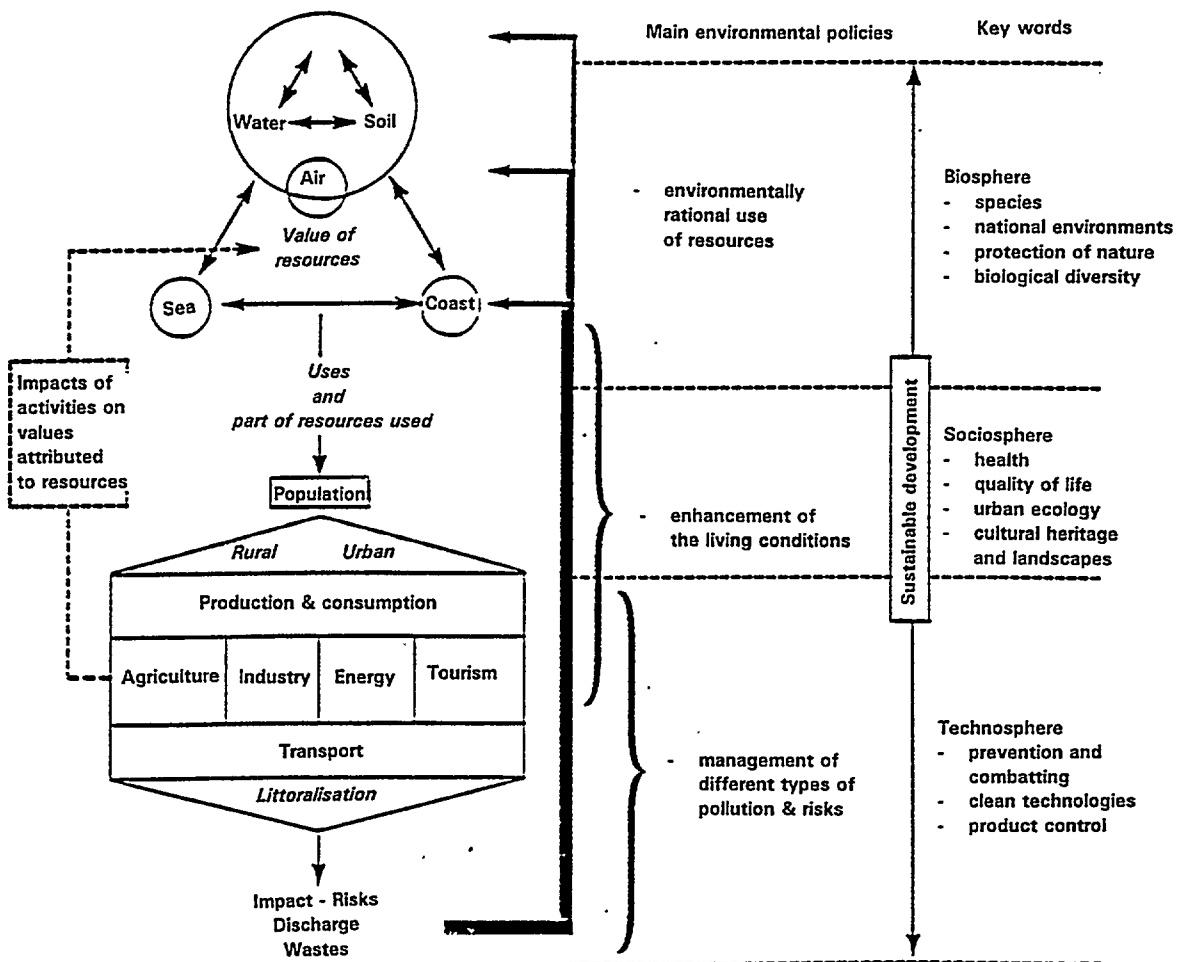 Main environmental policies
Key words
Water
Soil
Air
Value of
resources
Sea
Coast
Impacts of
activities on
values
attributed
to resources
Uses
and
part of resources used
Population
Rural
Urban
Production & consumption
Agriculture
Industry
Energy
Tourism
Transport
Littoralisation
Impact - Risks
Discharge
Wastes
- environmentally
rational use
of resources
- enhancement of
the living conditions
- management of
different types of
pollution & risks
Sustainable development
Biosphere
- species
- national environments
- protection of nature
- biological diversity
Sociosphere
- health
- quality of life
- urban ecology
- cultural heritage
and landscapes
Technosphere
- prevention and
combatting
- clean technologies
- product control